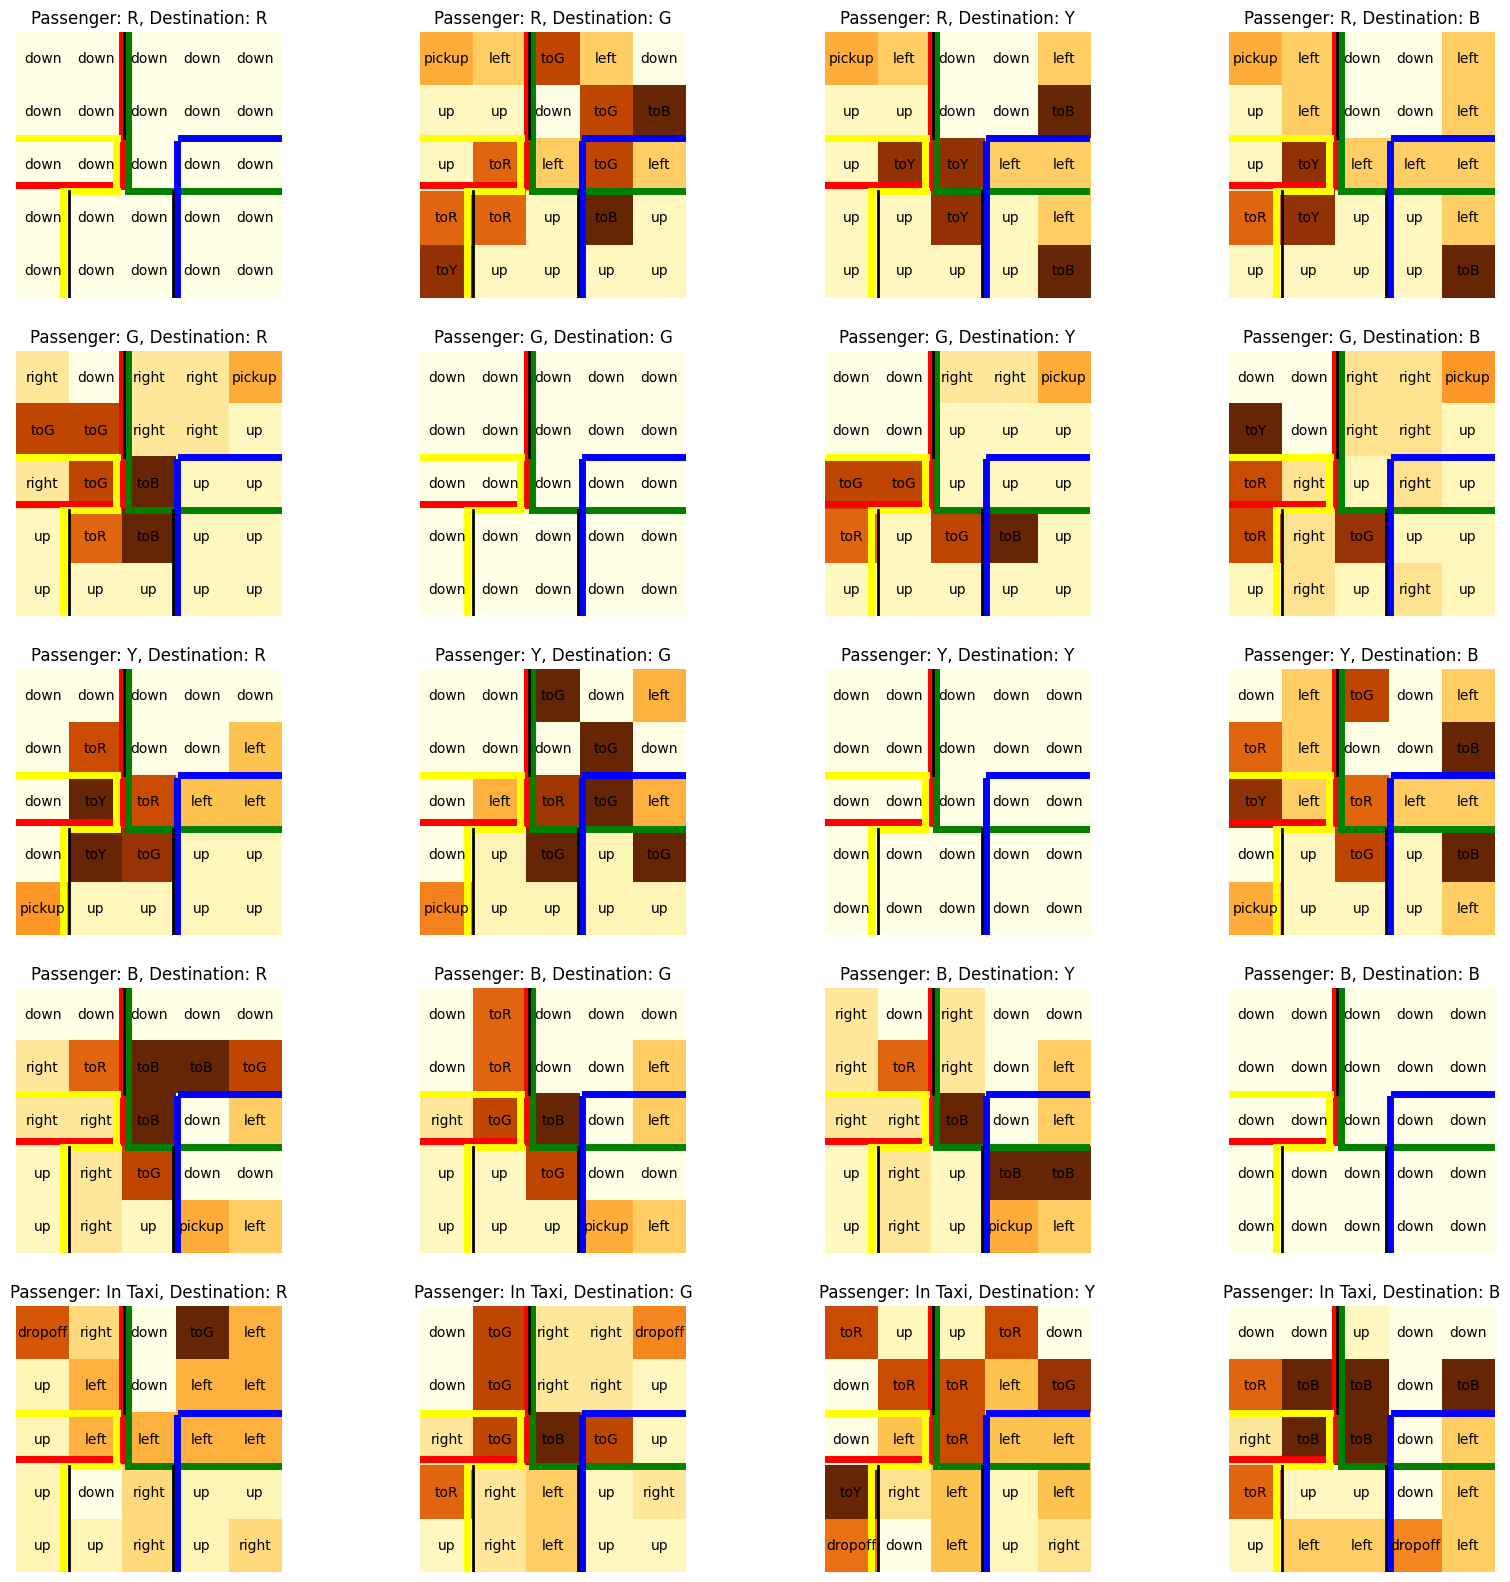 Passenger: R, Destination: R Passenger: R, Destination: G Passenger: R, Destination: Y Passenger: R, Destination: B
down down down down down pickup left toG left down pickup left down down left pickup left down down left
down down down down down up up down toG toB up up down down toB up left down down left
down down down down down up toR left toG left up toY toY left left up toY left left left
down down down down down toR toR up toB up up up toY up left toR toY up up left
down down down down down toY up up up up up up up up toB up up up up toB
Passenger: G, Destination: R Passenger: G, Destination: G Passenger: G, Destination: Y Passenger: G, Destination: B
right down right right pickup down down down down down down down right right pickup down down right right pickup
toG toG right right up down down down down down down down up up up toY down right right up
right toG toB up up down down down down down toG toG up up up toR right up right up
up toR toB up up down down down down down toR up toG toB up toR right toG up up
up up up up up down down down down down up up up up up up right up right up
Passenger: Y, Destination: R Passenger: Y, Destination: G Passenger: Y, Destination: Y Passenger: Y, Destination: B
down down down down down down down toG down left down down down down down down left toG down left
down toR down down left down down down toG down down down down down down toR left down down toB
down toY toR left left down left toR toG left down down down down down toY left toR left left
down toY toG up up down up toG up toG down down down down down down up toG up toB
pickup up up up up pickup up up up up down down down down down pickup up up up left
Passenger: B, Destination: R Passenger: B, Destination: G Passenger: B, Destination: Y Passenger: B, Destination: B
down down down down down down toR down down down right down right down down down down down down down
right toR toB toB toG down toR down down left right toR right down left down down down down down
right right toB down left right toG toB down left right right toB down left down down down down down
up right toG down down up up toG down down up right up toB toB down down down down down
up right up pickup left up up up pickup left up right up pickup left down down down down down
Passenger: In Taxi, Destination: R Passenger: In Taxi, Destination: G Passenger: In Taxi, Destination: Y Passenger: In Taxi, Destination: B
dropoff right down toG left down toG right right dropoff toR up up toR down down down up down down
up left down left left down toG right right up down toR toR left toG toR toB toB down toB
up left left left left right toG toB toG up down left toR left left right toB toB down left
up down right up up toR right left up right toY right left up left toR up up down left
up up right up right up right left up up dropoff down left up right up left left dropoff left